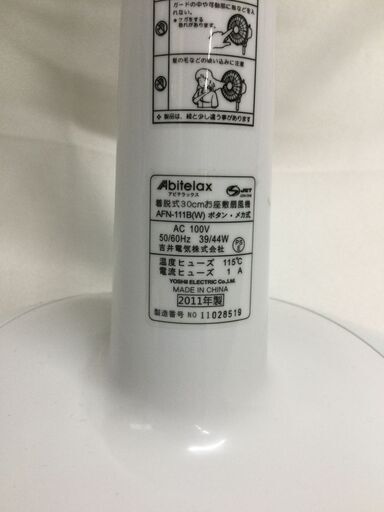 ガードの中や可動部に指などを入
れない。
● ケガをする
恐れがあります。
髪の毛などの吸い込みに注意
※ 製品は、絵と少し違う事があります
Abitelax
アビテラックス
JET
着脱式30cmお座敷扇風機
AFN-111B(W) ボタン・メカ式
AC 100V
50/60Hz 39/44W
吉井電気株式会社
PS
E
温度ヒューズ 115℃
電流ヒューズ 1 A
YOSHII ELECTRIC Co.,Ltd.
MADE IN CHINA
2011年製
製造番号 NO 11028519